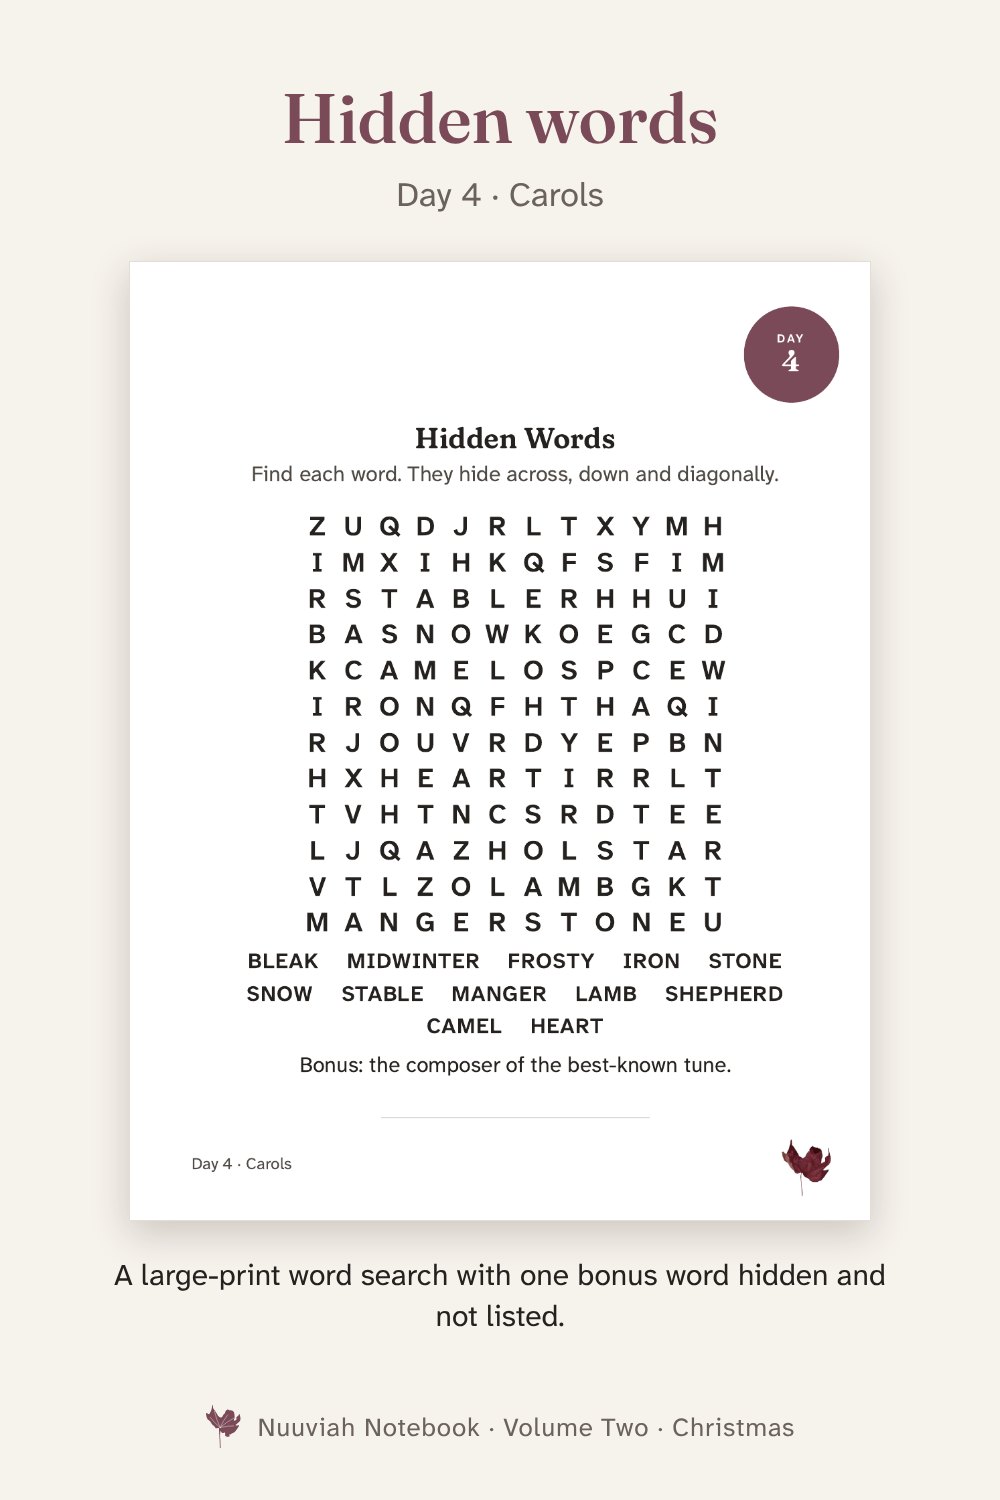 Hidden words
Day 4 · Carols
DAY
4
Hidden Words
Find each word. They hide across, down and diagonally.
Z U Q D J R L T X Y M H
I M X I H K Q F S F I M
R S T A B L E R H H U I
B A S N O W K O E G C D
K C A M E L O S P C E W
I R O N Q F H T H A Q I
R J O U V R D Y E P B N
H X H E A R T I R R L T
T V H T N C S R D T E E
L J Q A Z H O L S T A R
V T L Z O L A M B G K T
M A N G E R S T O N E U
BLEAK MIDWINTER FROSTY IRON STONE
SNOW STABLE MANGER LAMB SHEPHERD
CAMEL HEART
Bonus: the composer of the best-known tune.
Day 4 · Carols
A large-print word search with one bonus word hidden and
not listed.
Nuuviah Notebook · Volume Two · Christmas